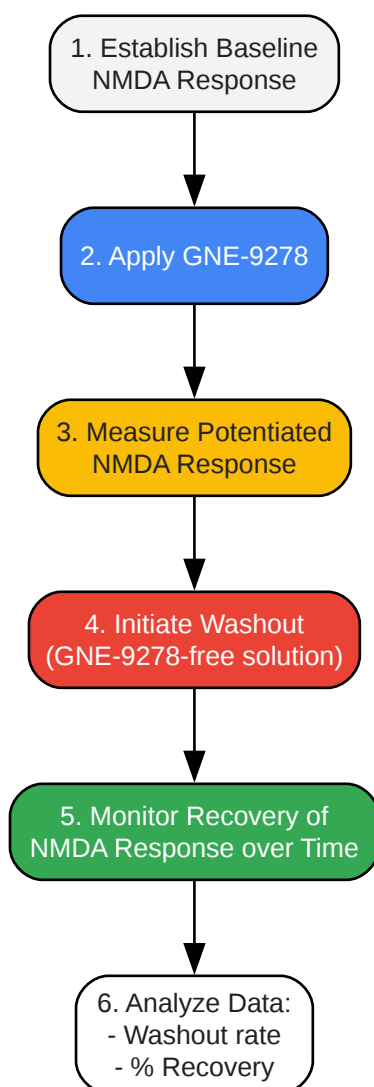 1. Establish Baseline
NMDA Response
2. Apply GNE-9278
3. Measure Potentiated
NMDA Response
4. Initiate Washout
(GNE-9278-free solution)
5. Monitor Recovery of
NMDA Response over Time
6. Analyze Data:
- Washout rate
- % Recovery